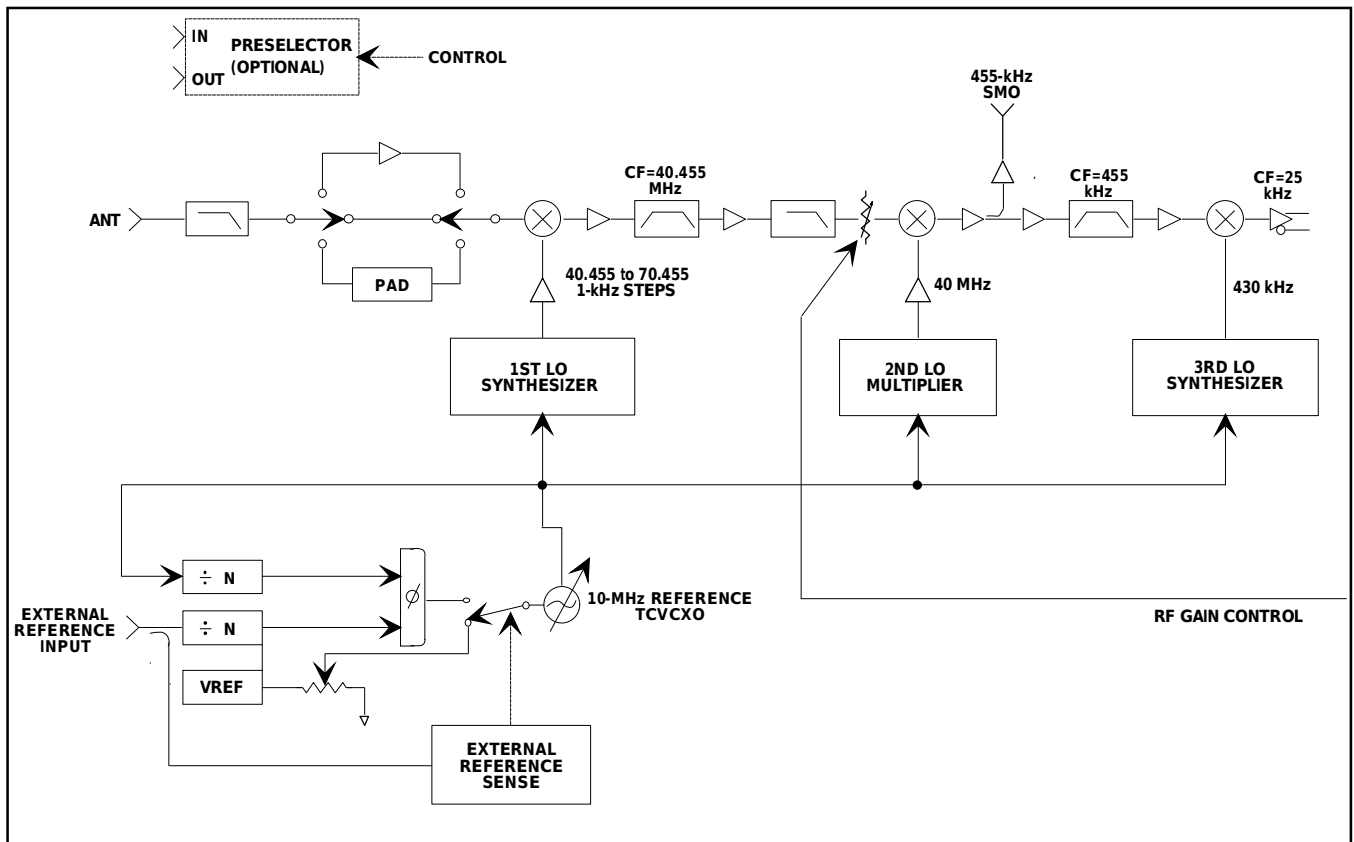 IN
PRESELECTOR
(OPTIONAL)
OUT
CONTROL
455-kHz
SMO
CF=40.455
MHz
CF=455
kHz
CF=25
kHz
ANT
PAD
40.455 to 70.455
1-kHz STEPS
40 MHz
430 kHz
1ST LO
SYNTHESIZER
2ND LO
MULTIPLIER
3RD LO
SYNTHESIZER
÷ N
÷ N
EXTERNAL
REFERENCE
INPUT
ϕ
10-MHz REFERENCE
TCVCXO
RF GAIN CONTROL
VREF
EXTERNAL
REFERENCE
SENSE